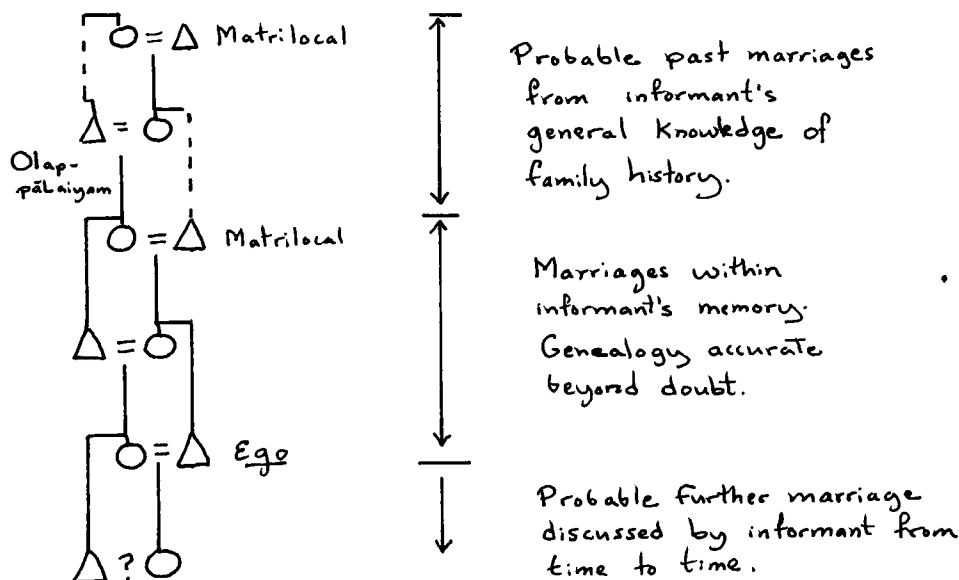 Matrilocal
Probable past marriages
from informant's
general knowledge of
family history.
Olap-
pāLaiyam
Matrilocal
Marriages within
informant's memory.
Genealogy accurate
beyond doubt.
Ego
Probable further marriage
discussed by informant from
time to time.
?